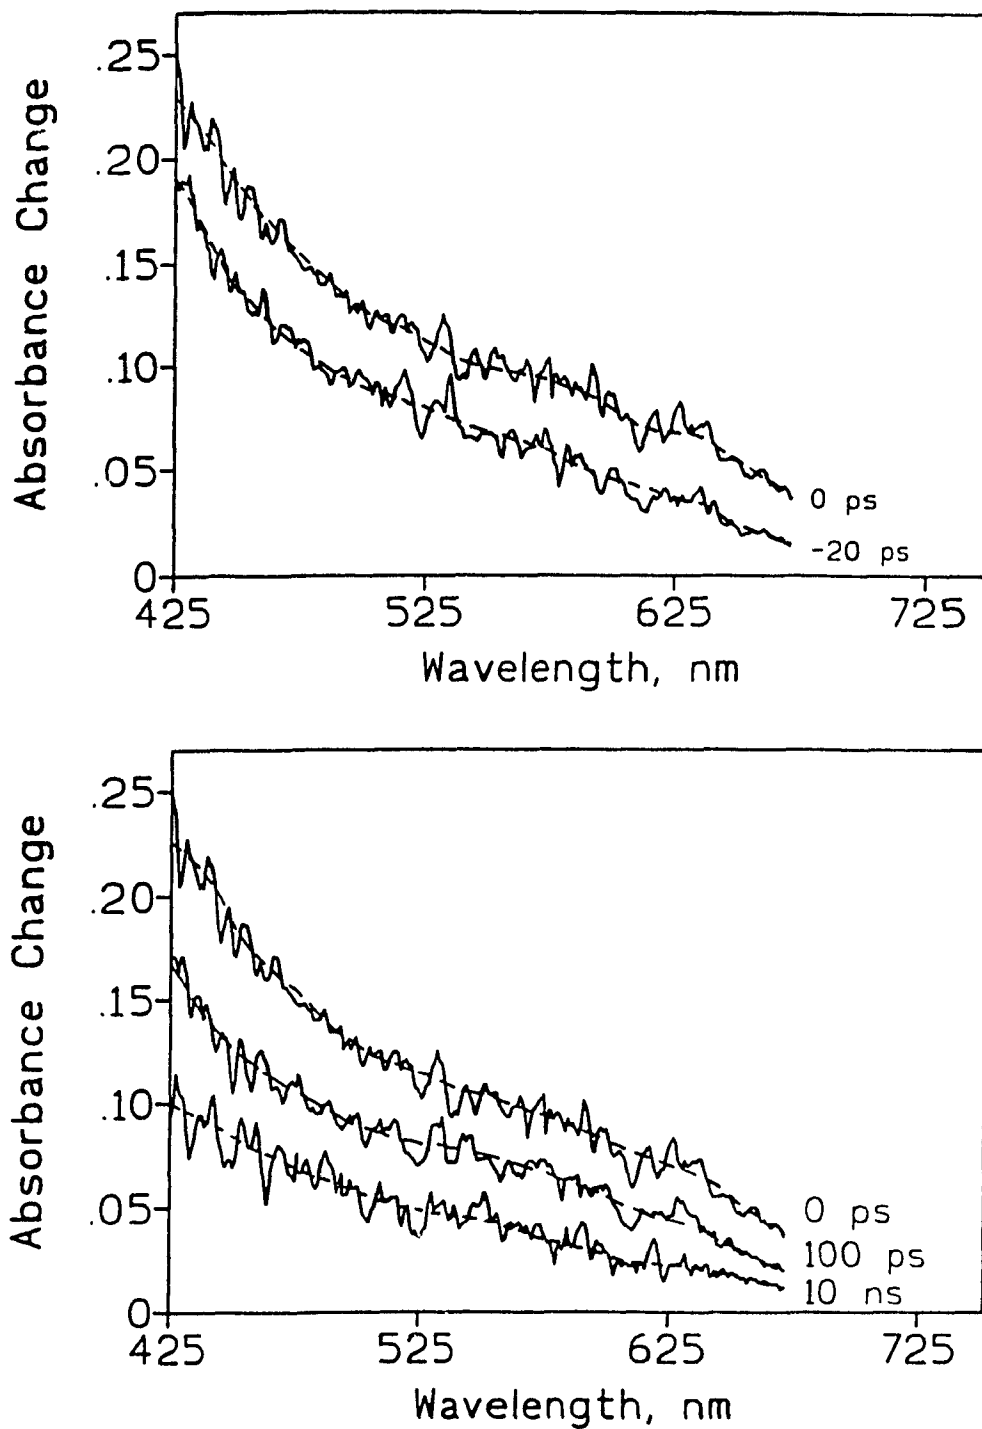 Absorbance Change
.25
.20
.15
.10
.05
0
0 ps
-20 ps
425 525 625 725
Wavelength, nm
Absorbance Change
.25
.20
.15
.10
.05
0
0 ps
100 ps
10 ns
425 525 625 725
Wavelength, nm